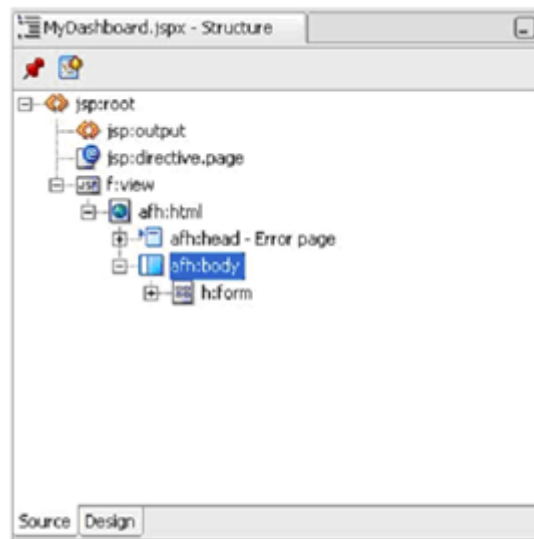 MyDashboard.jspx - Structure
jsp:root
jsp:output
jsp:directive.page
f:view
afh:html
afh:head - Error page
afh:body
h:form
Source Design